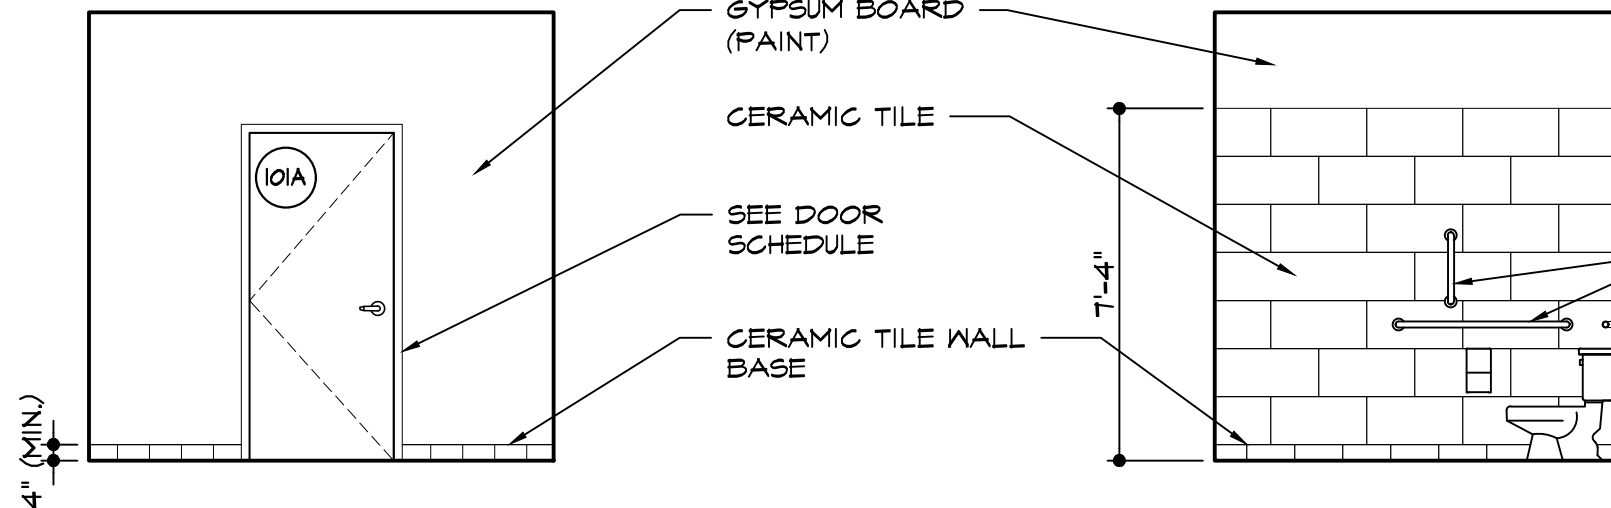 GYPSUM BOARD
(PAINT)
CERAMIC TILE
101A
SEE DOOR
SCHEDULE
7'-4"
CERAMIC TILE WALL
BASE
4" (MIN.)